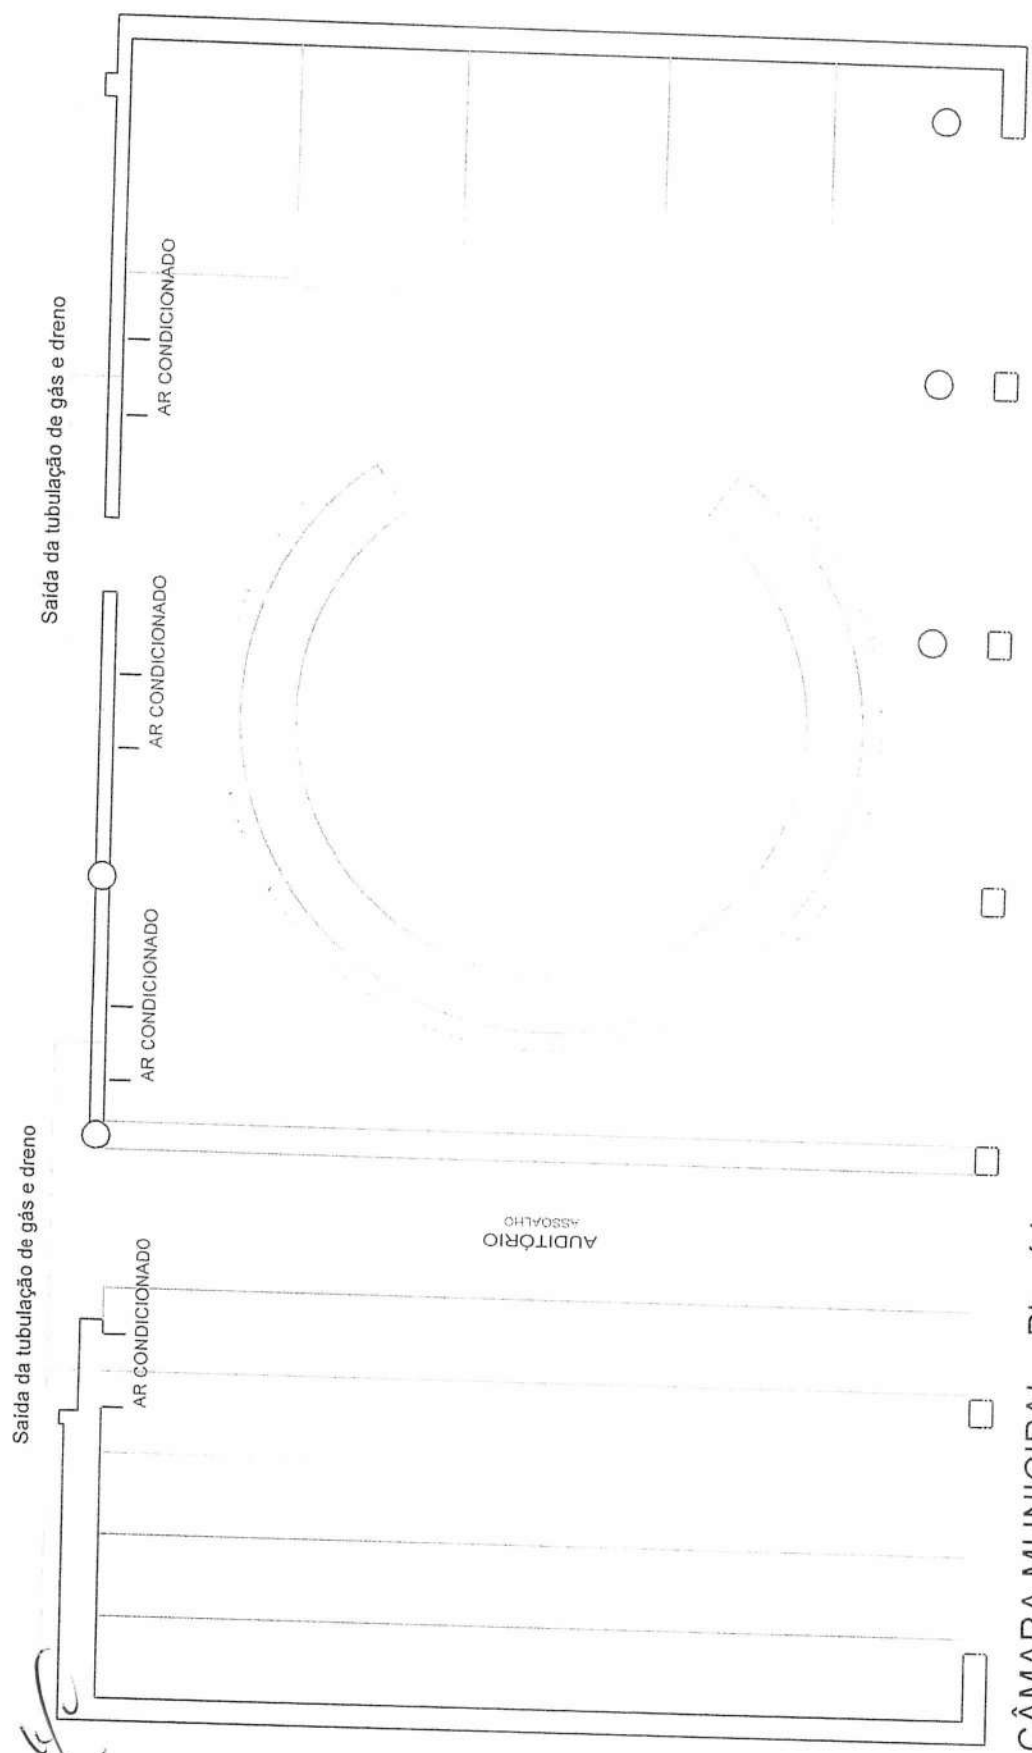 Saída da tubulação de gás e dreno
Saída da tubulação de gás e dreno
AR CONDICIONADO
AR CONDICIONADO
AR CONDICIONADO
AR CONDICIONADO
AUDITÓRIO
ASSOALHO
CÂMARA MUNICIPAL